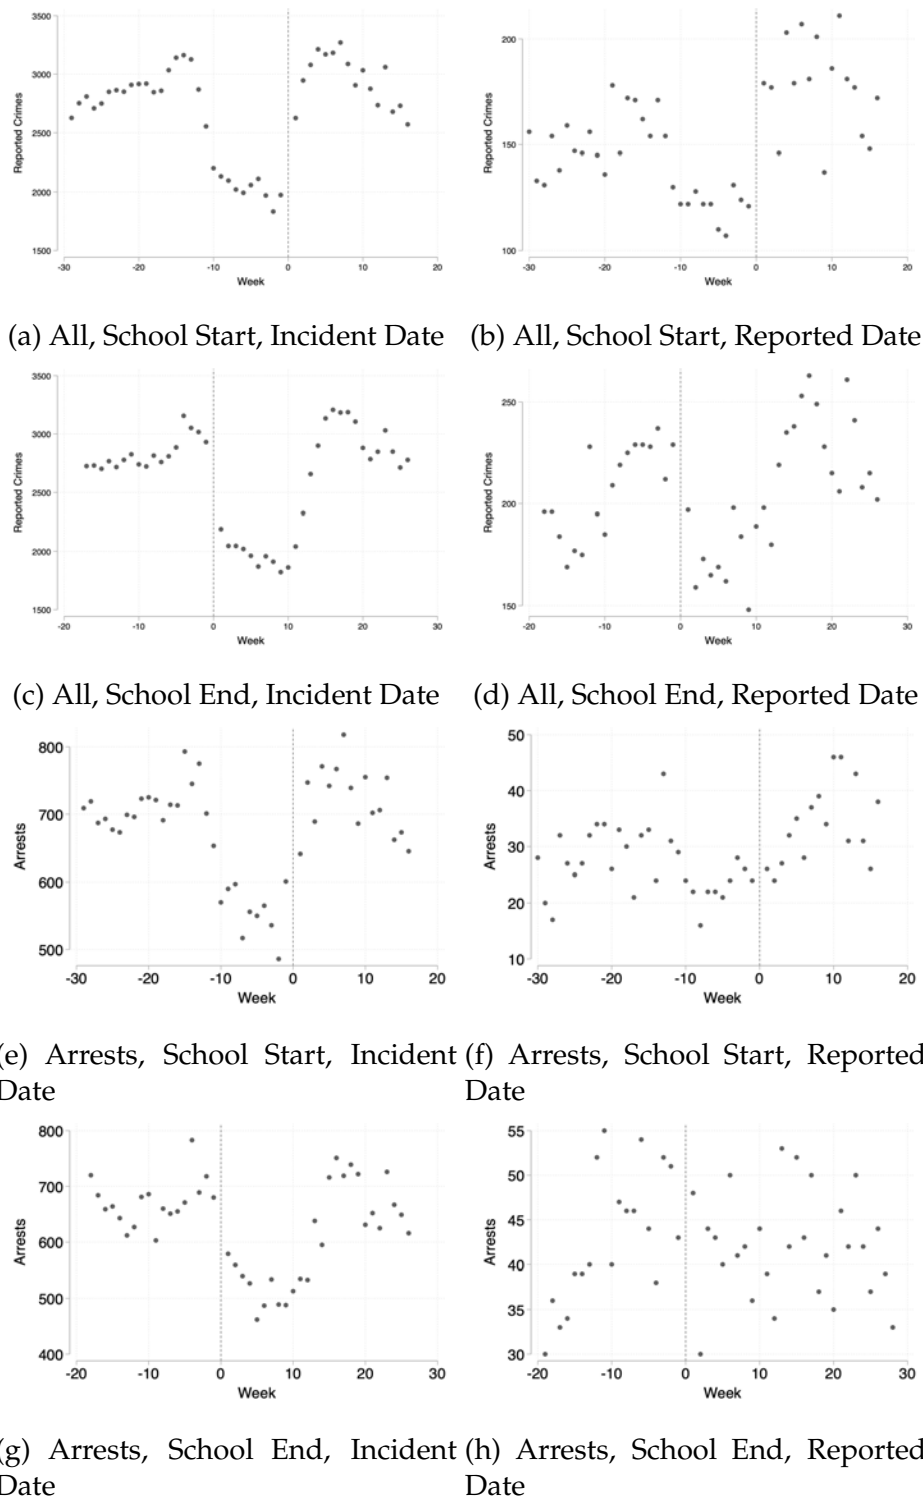 3500
3000
2500
2000
1500
Reported Crimes
-30 -20 -10 0 10 20
Week
200
150
100
Reported Crimes
-30 -20 -10 0 10 20
Week
(a) All, School Start, Incident Date
(b) All, School Start, Reported Date
3500
3000
2500
2000
1500
Reported Crimes
-20 -10 0 10 20 30
Week
250
200
150
Reported Crimes
-20 -10 0 10 20 30
Week
(c) All, School End, Incident Date
(d) All, School End, Reported Date
800
700
600
500
Arrests
-30 -20 -10 0 10 20
Week
50
40
30
20
10
Arrests
-30 -20 -10 0 10 20
Week
(e) Arrests, School Start, Incident
Date
(f) Arrests, School Start, Reported
Date
800
700
600
500
400
Arrests
-20 -10 0 10 20 30
Week
55
50
45
40
35
30
Arrests
-20 -10 0 10 20 30
Week
(g) Arrests, School End, Incident
Date
(h) Arrests, School End, Reported
Date